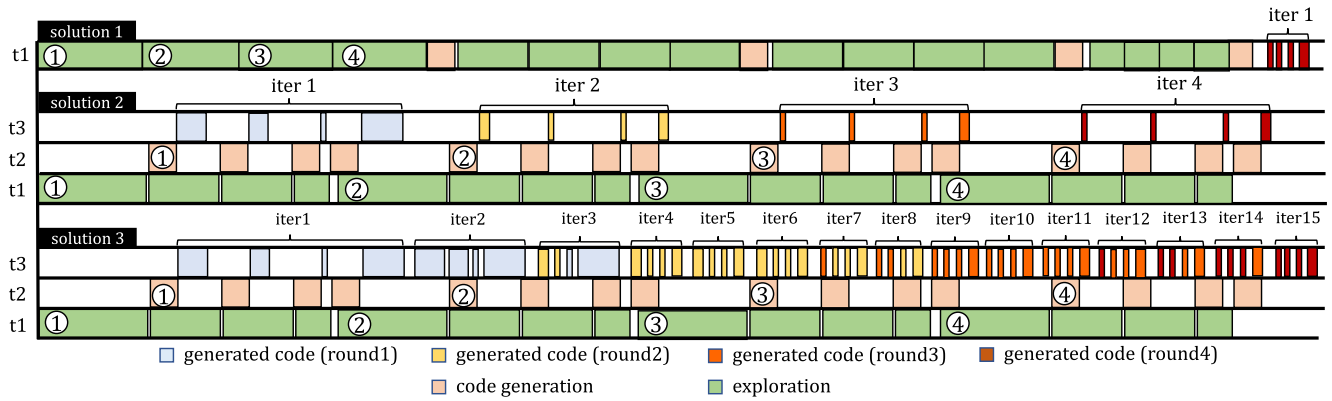 solution 1
iter 1
t1 ① ② ③ ④
solution 2
iter 1 iter 2 iter 3 iter 4
t3
t2 ① ② ③ ④
t1 ① ② ③ ④
solution 3
iter1 iter2 iter3 iter4 iter5 iter6 iter7 iter8 iter9 iter10 iter11 iter12 iter13 iter14 iter15
t3
t2 ① ② ③ ④
t1 ① ② ③ ④
generated code (round1) generated code (round2) generated code (round3) generated code (round4)
code generation exploration